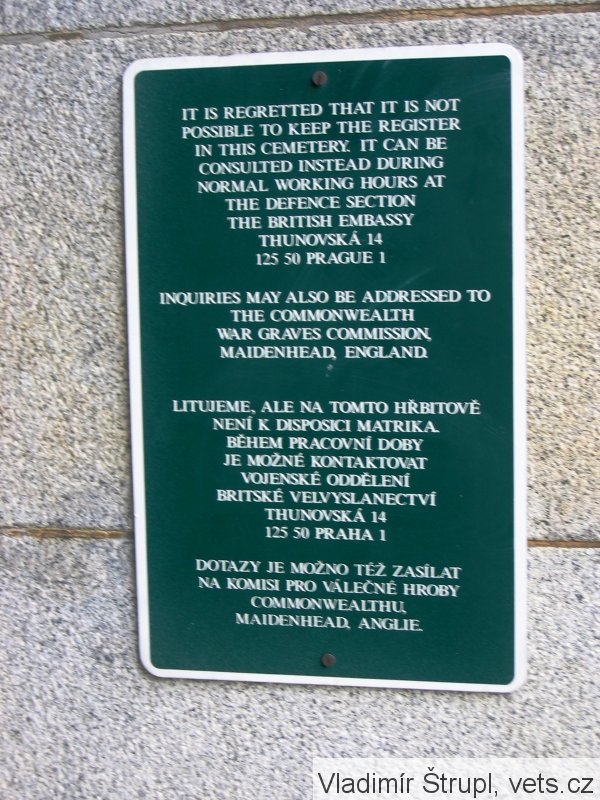 IT IS REGRETTED THAT IT IS NOT
POSSIBLE TO KEEP THE REGISTER
IN THIS CEMETERY. IT CAN BE
CONSULTED INSTEAD DURING
NORMAL WORKING HOURS AT
THE DEFENCE SECTION
THE BRITISH EMBASSY
THUNOVSKÁ 14
125 50 PRAGUE 1
INQUIRIES MAY ALSO BE ADDRESSED TO
THE COMMONWEALTH
WAR GRAVES COMMISSION,
MAIDENHEAD, ENGLAND.
LITUJEME, ALE NA TOMTO HŘBITOVĚ
NENÍ K DISPOZICI MATRIKA.
BĚHEM PRACOVNÍ DOBY
JE MOŽNÉ KONTAKTOVAT
VOJENSKÉ ODDĚLENÍ
BRITSKÉ VELVYSLANECTVÍ
THUNOVSKÁ 14
125 50 PRAHA 1
DOTAZY JE MOŽNO TÉŽ ZASÍLAT
NA KOMISI PRO VÁLEČNÉ HROBY
COMMONWEALTHU,
MAIDENHEAD, ANGLIE.
Vladimír Štrupl, vets.cz